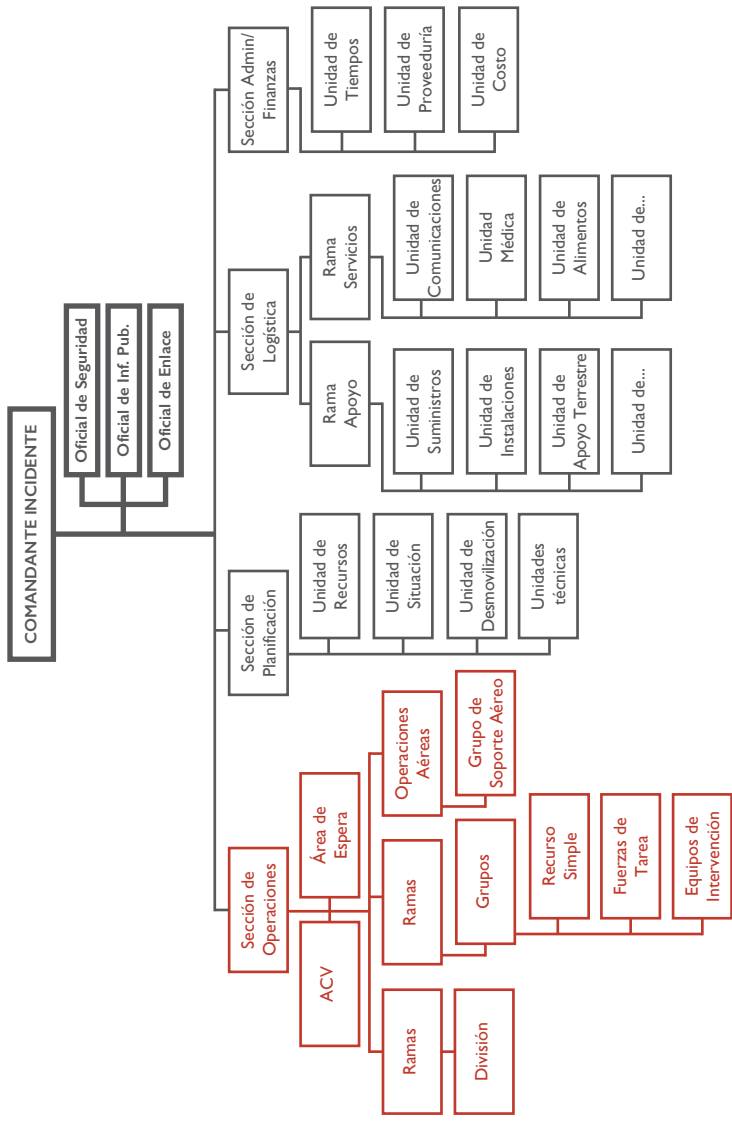 COMANDANTE INCIDENTE
Oficial de Seguridad
Oficial de Inf. Pub.
Oficial de Enlace
Sección de
Operaciones
ACV
Área de
Espera
Ramas
División
Ramas
Grupos
Recurso
Simple
Fuerzas de
Tarea
Equipos de
Intervención
Operaciones
Aéreas
Grupo de
Soporte Aéreo
Sección de
Planificación
Unidad de
Recursos
Unidad de
Situación
Unidad de
Desmovilización
Unidades
técnicas
Sección de
Logística
Rama
Apoyo
Unidad de
Suministros
Unidad de
Instalaciones
Unidad de
Apoyo Terrestre
Unidad de...
Rama
Servicios
Unidad de
Comunicaciones
Unidad
Médica
Unidad de
Alimentos
Unidad de...
Sección Admin/
Finanzas
Unidad de
Tiempos
Unidad de
Proveeduría
Unidad de
Costo